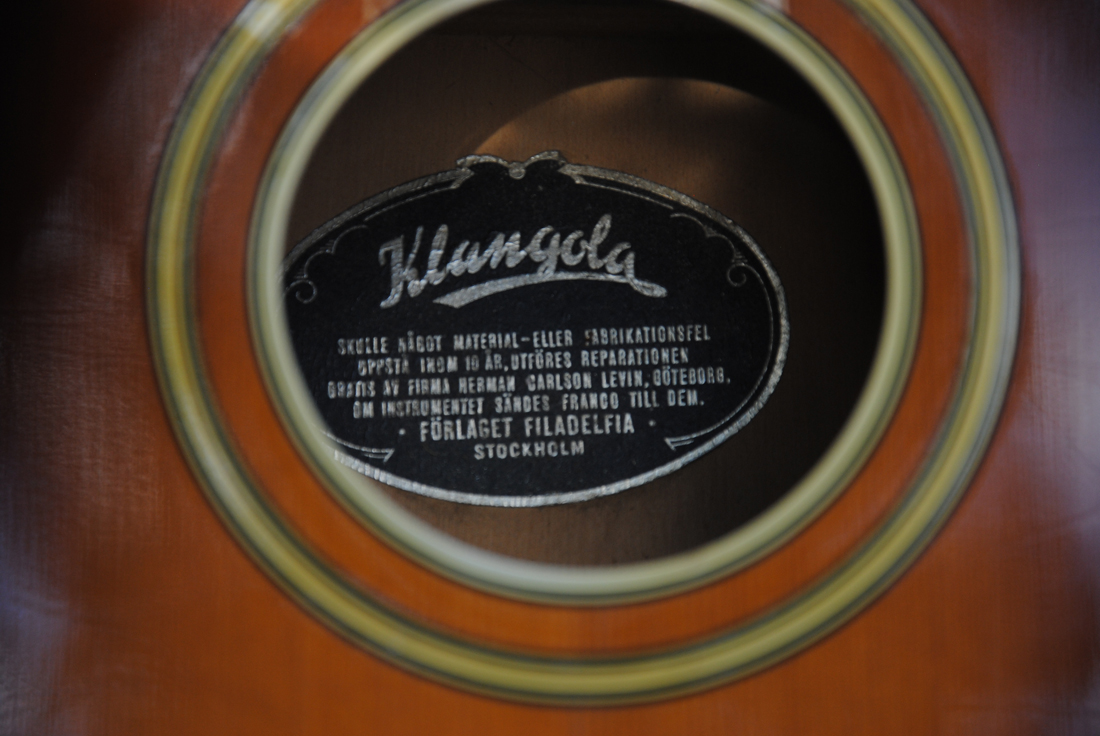 Klangola
SKULLE NÅGOT MATERIAL-ELLER FABRIKATIONSFEL
UPPSTÅ INOM 10 ÅR, UTFÖRES REPARATIONEN
GRATIS AV FIRMA HERMAN CARLSON LEVIN, GÖTEBORG,
OM INSTRUMENTET SÄNDES FRANCO TILL DEM.
· FÖRLAGET FILADELFIA ·
STOCKHOLM